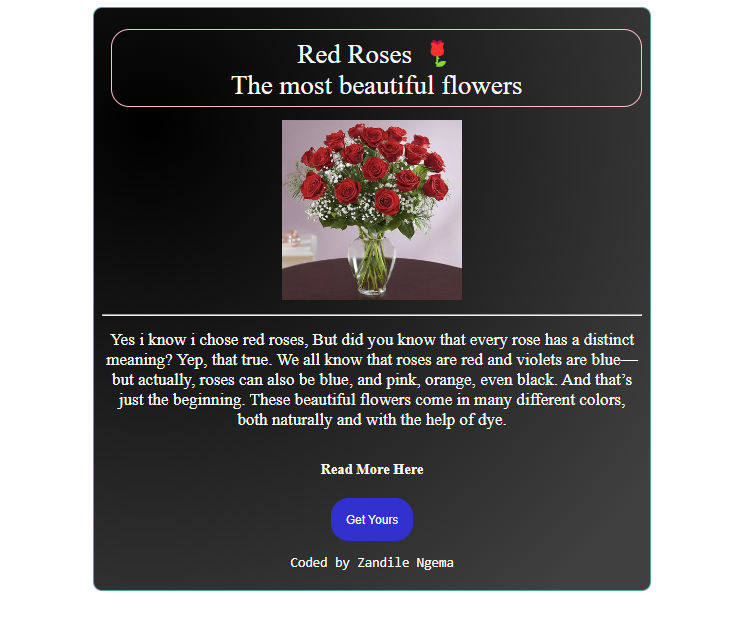 Red Roses 🌹
The most beautiful flowers
Yes i know i chose red roses, But did you know that every rose has a distinct
meaning? Yep, that true. We all know that roses are red and violets are blue—
but actually, roses can also be blue, and pink, orange, even black. And that’s
just the beginning. These beautiful flowers come in many different colors,
both naturally and with the help of dye.
Read More Here
Get Yours
Coded by Zandile Ngema